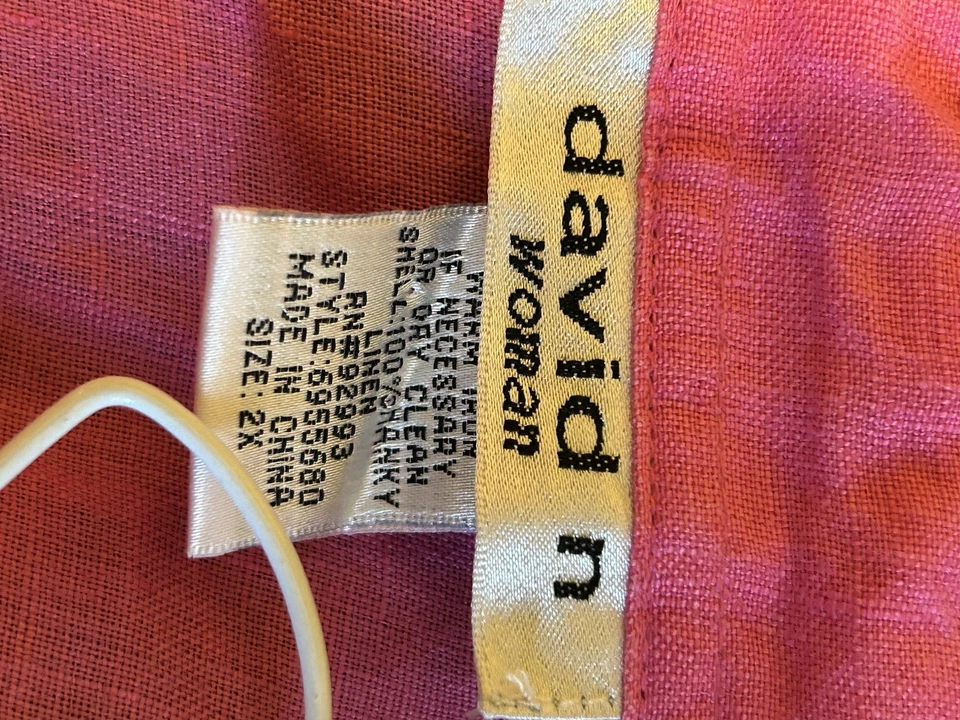 david n
woman
WARM IRON
IF NECESSARY
OR DRY CLEAN
SHELL:100%HANKY
LINEN
RN#92993
STYLE:6955680
MADE IN CHINA
SIZE: 2X